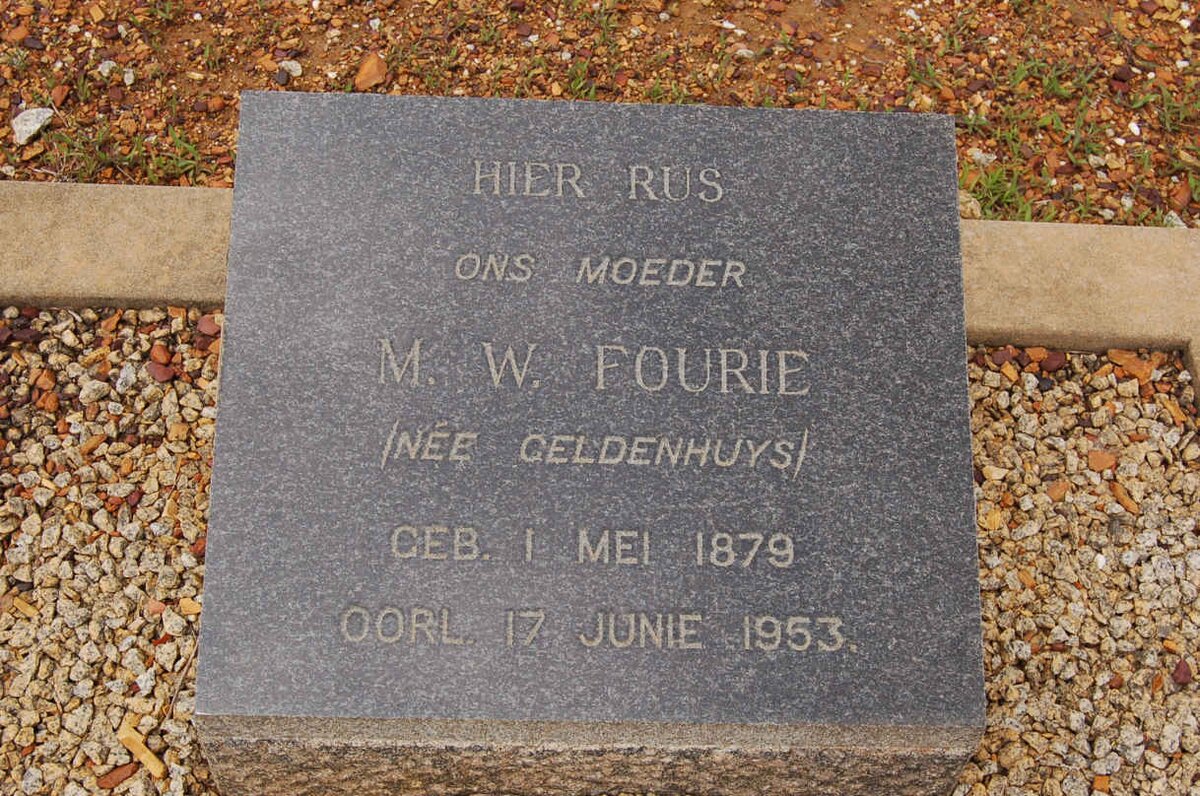 HIER RUS
ONS MOEDER
M. W. FOURIE
/NÉE GELDENHUYS/
GEB. 1 MEI 1879
OORL. 17 JUNIE 1953.